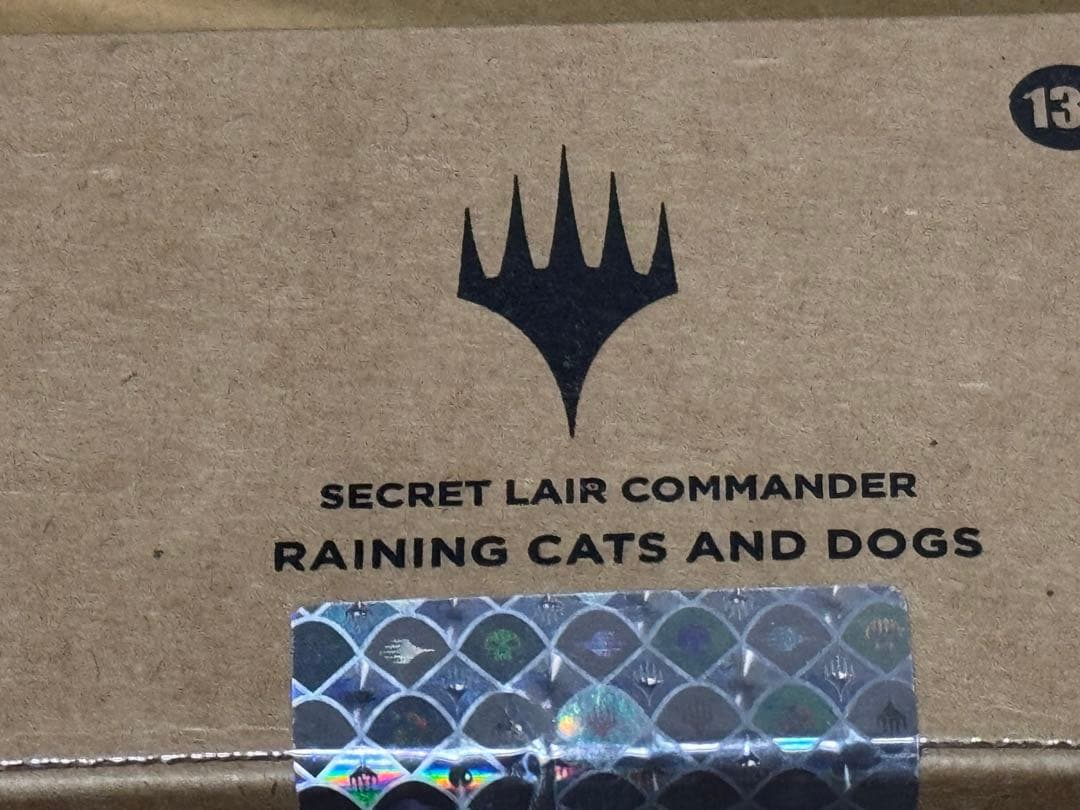 13
SECRET LAIR COMMANDER
RAINING CATS AND DOGS